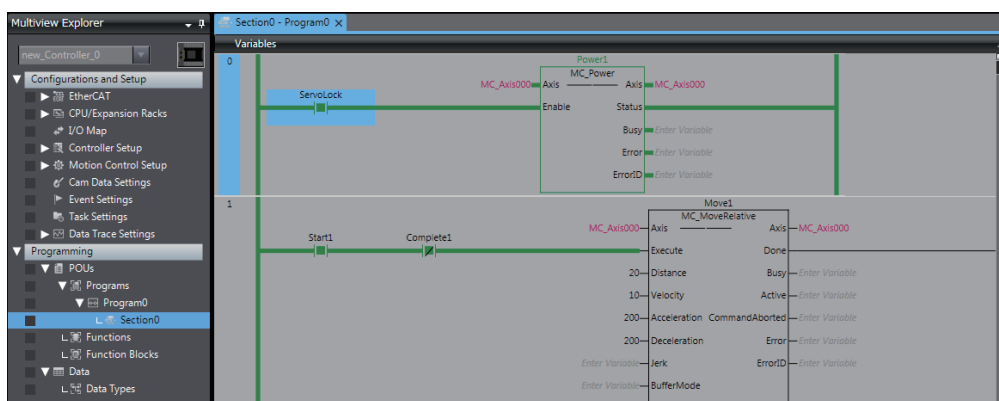 Multiview Explorer
Section0 - Program0 x
new_Controller_0
Variables
Configurations and Setup
EtherCAT
CPU/Expansion Racks
I/O Map
Controller Setup
Motion Control Setup
Cam Data Settings
Event Settings
Task Settings
Data Trace Settings
Programming
POUs
Programs
Program0
Section0
Functions
Function Blocks
Data
Data Types
0
ServoLock
Power1
MC_Power
MC_Axis000 Axis Axis MC_Axis000
Enable Status
Busy Enter Variable
Error Enter Variable
ErrorID Enter Variable
1
Start1 Complete1
Move1
MC_MoveRelative
MC_Axis000 Axis Axis MC_Axis000
Execute Done
20 Distance Busy Enter Variable
10 Velocity Active Enter Variable
200 Acceleration CommandAborted Enter Variable
200 Deceleration Error Enter Variable
Enter Variable Jerk ErrorID Enter Variable
Enter Variable BufferMode